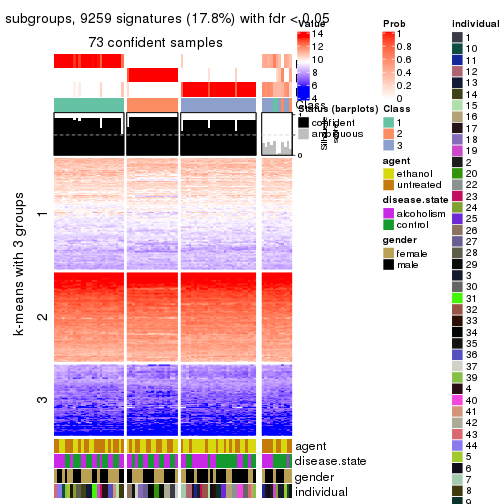 subgroups, 9259 signatures (17.8%) with fdr < 0.05
73 confident samples
k-means with 3 groups
1
2
3
Class
1
0
agent
disease.state
gender
individual
Value
14
12
10
8
6
4
Status (barplots)
confident
ambiguous
Prob
1
0.8
0.6
0.4
0.2
0
Class
1
2
3
agent
ethanol
untreated
disease.state
alcoholism
control
gender
female
male
individual
1
10
11
12
13
14
15
16
17
18
19
2
20
22
23
24
25
26
27
28
29
3
30
31
32
33
34
35
36
37
39
4
40
41
42
43
44
5
6
7
8
9